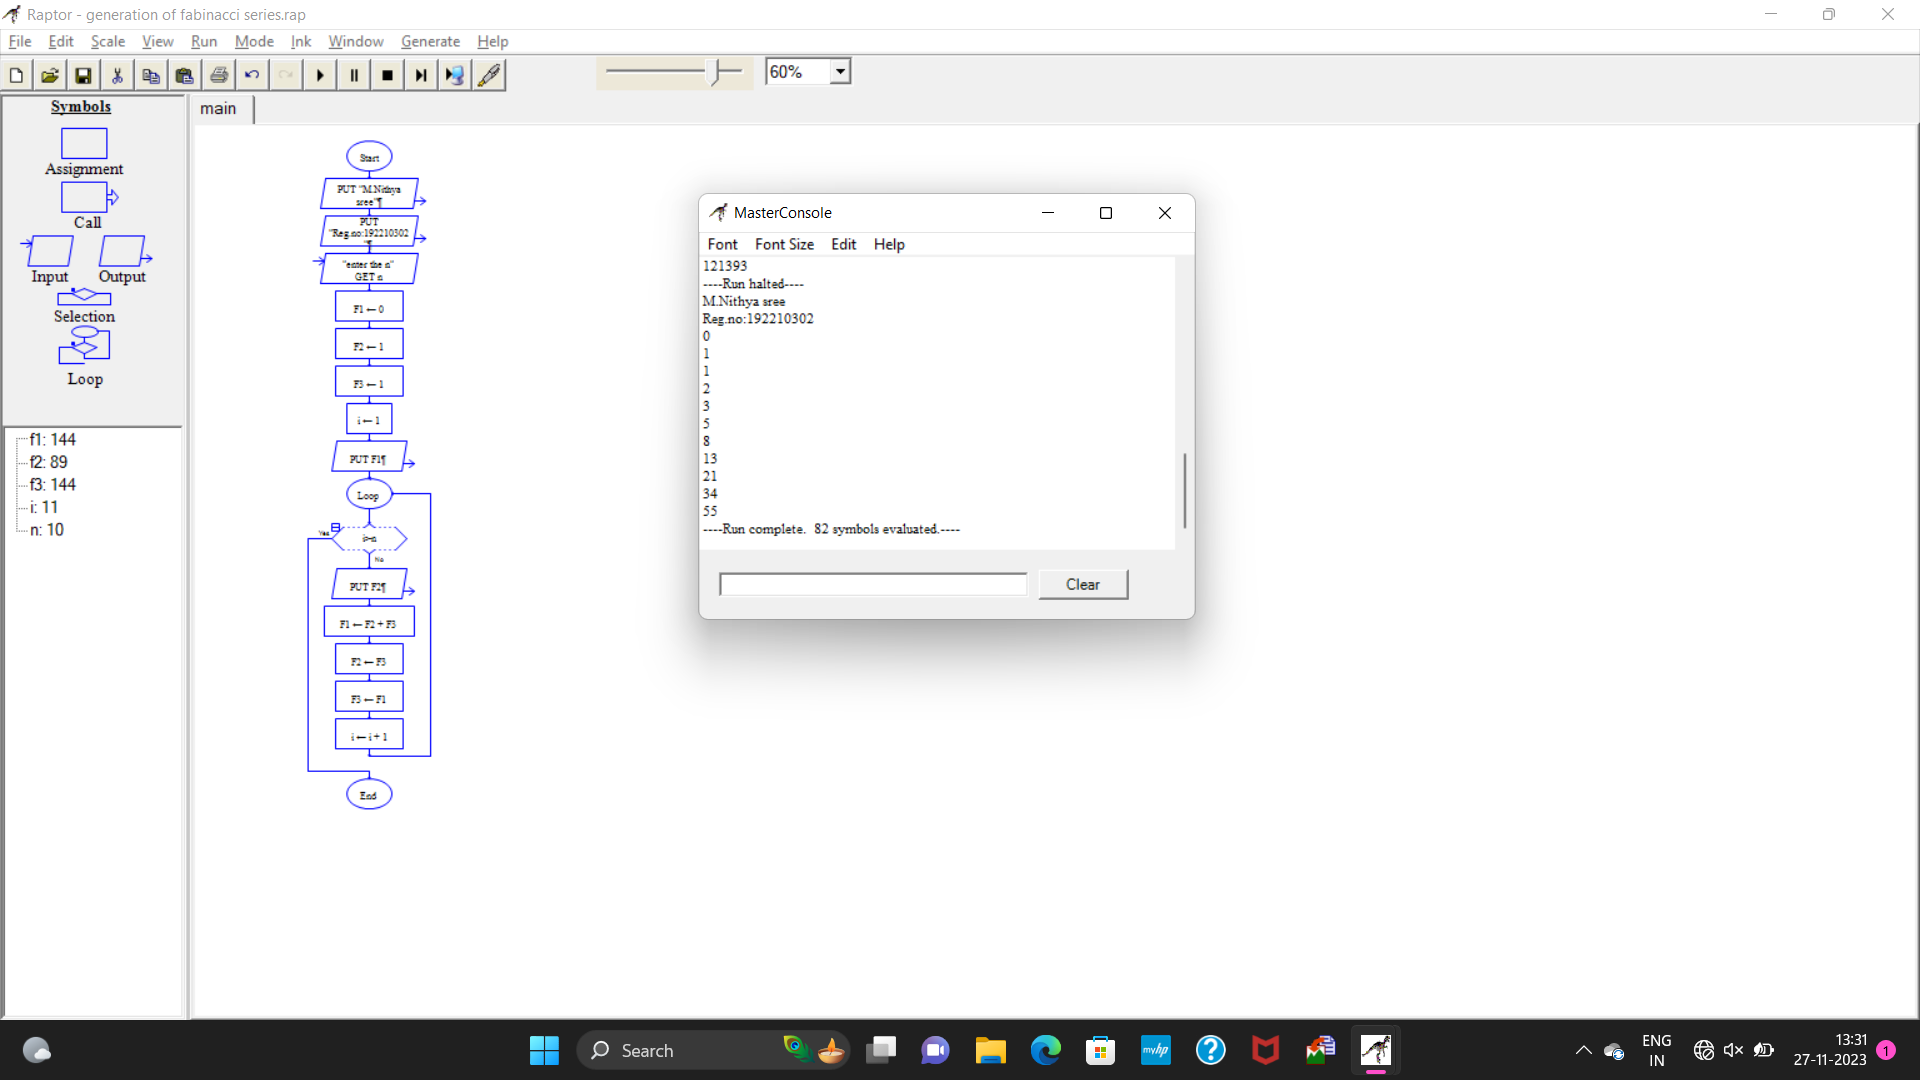 Raptor - generation of fabinacci series.rap
File Edit Scale View Run Mode Ink Window Generate Help
60%
Symbols
Assignment
Call
Input Output
Selection
Loop
f1: 144
f2: 89
f3: 144
i: 11
n: 10
main
Start
PUT "M.Nithya
sree"¶
PUT
"Reg.no:192210302
"¶
"enter the n"
GET n
F1 ← 0
F2 ← 1
F3 ← 1
i ← 1
PUT F1¶
Loop
Yes
i>n
No
PUT F2¶
F1 ← F2 + F3
F2 ← F3
F3 ← F1
i ← i + 1
End
MasterConsole
Font Font Size Edit Help
121393
----Run halted----
M.Nithya sree
Reg.no:192210302
0
1
1
2
3
5
8
13
21
34
55
----Run complete. 82 symbols evaluated.----
Clear
Search
myhp
?
ENG
IN
13:31
27-11-2023
1